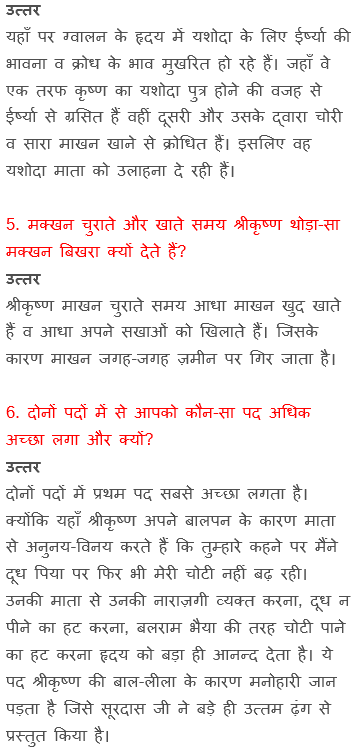 उत्तर
यहाँ पर ग्वालन के हृदय में यशोदा के लिए ईर्ष्या की
भावना व क्रोध के भाव मुखरित हो रहे हैं। जहाँ वे
एक तरफ कृष्ण का यशोदा पुत्र होने की वजह से
ईर्ष्या से ग्रसित हैं वहीं दूसरी और उसके द्वारा चोरी
व सारा माखन खाने से क्रोधित हैं। इसलिए वह
यशोदा माता को उलाहना दे रही हैं।
5. मक्खन चुराते और खाते समय श्रीकृष्ण थोड़ा-सा
मक्खन बिखरा क्यों देते हैं?
उत्तर
श्रीकृष्ण माखन चुराते समय आधा माखन खुद खाते
हैं व आधा अपने सखाओं को खिलाते हैं। जिसके
कारण माखन जगह-जगह ज़मीन पर गिर जाता है।
6. दोनों पदों में से आपको कौन-सा पद अधिक
अच्छा लगा और क्यों?
उत्तर
दोनों पदों में प्रथम पद सबसे अच्छा लगता है।
क्योंकि यहाँ श्रीकृष्ण अपने बालपन के कारण माता
से अनुनय-विनय करते हैं कि तुम्हारे कहने पर मैंने
दूध पिया पर फिर भी मेरी चोटी नहीं बढ़ रही।
उनकी माता से उनकी नाराज़गी व्यक्त करना, दूध न
पीने का हट करना, बलराम भैया की तरह चोटी पाने
का हट करना हृदय को बड़ा ही आनन्द देता है। ये
पद श्रीकृष्ण की बाल-लीला के कारण मनोहारी जान
पड़ता है जिसे सूरदास जी ने बड़े ही उत्तम ढ़ंग से
प्रस्तुत किया है।